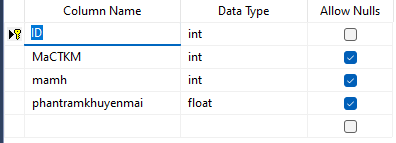 Column Name Data Type Allow Nulls
ID int
MaCTKM int
mamh int
phantramkhuyenmai float